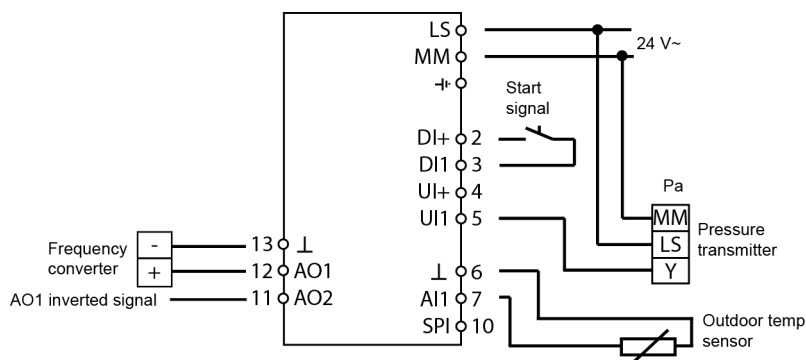 LS
24 V~
MM
Start
signal
DI+ 2
DI1 3
UI+ 4
UI1 5
Pa
MM
LS
Y
Pressure
transmitter
Frequency
converter
-
+
13 ⊥
12 AO1
AO1 inverted signal
11 AO2
⊥ 6
AI1 7
SPI 10
Outdoor temp
sensor